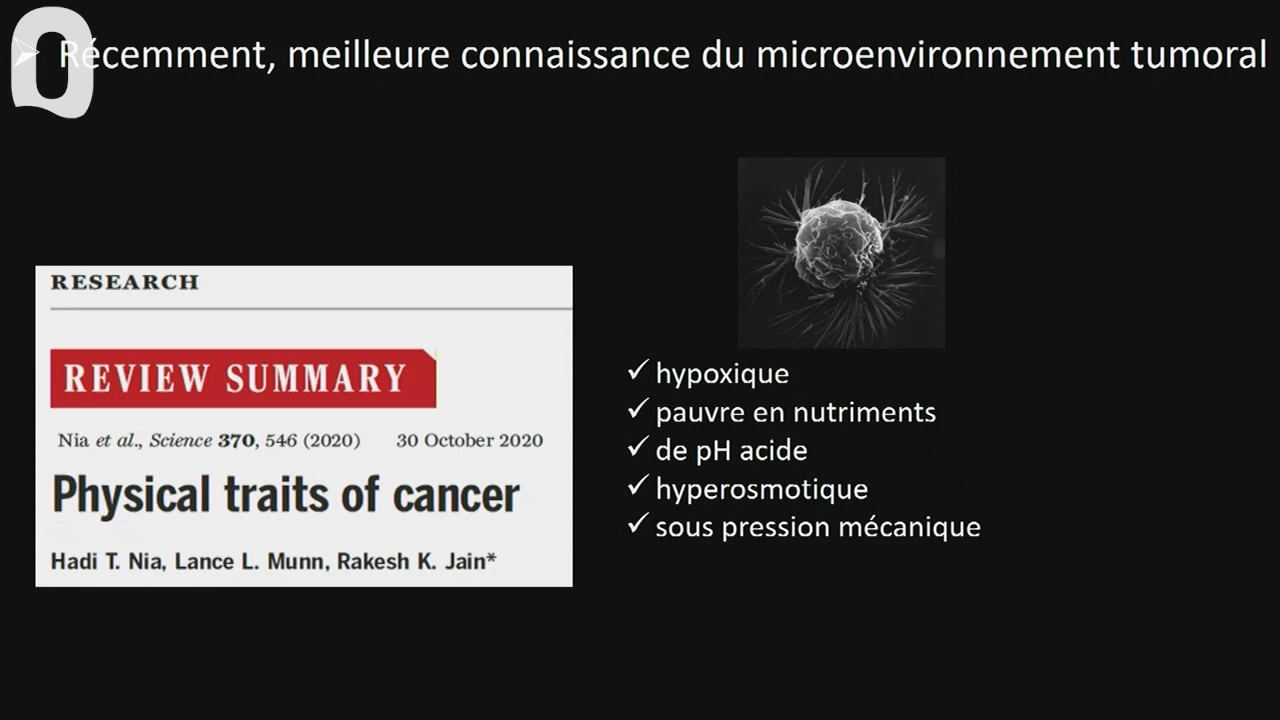 Récemment, meilleure connaissance du microenvironnement tumoral
RESEARCH
REVIEW SUMMARY
Nia et al., Science 370, 546 (2020) 30 October 2020
Physical traits of cancer
Hadi T. Nia, Lance L. Munn, Rakesh K. Jain*
✓ hypoxique
✓ pauvre en nutriments
✓ de pH acide
✓ hyperosmotique
✓ sous pression mécanique